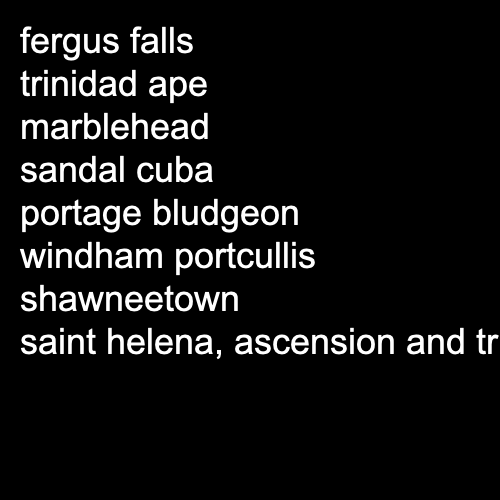 fergus falls
trinidad ape
marblehead
sandal cuba
portage bludgeon
windham portcullis
shawneetown
saint helena, ascension and tr